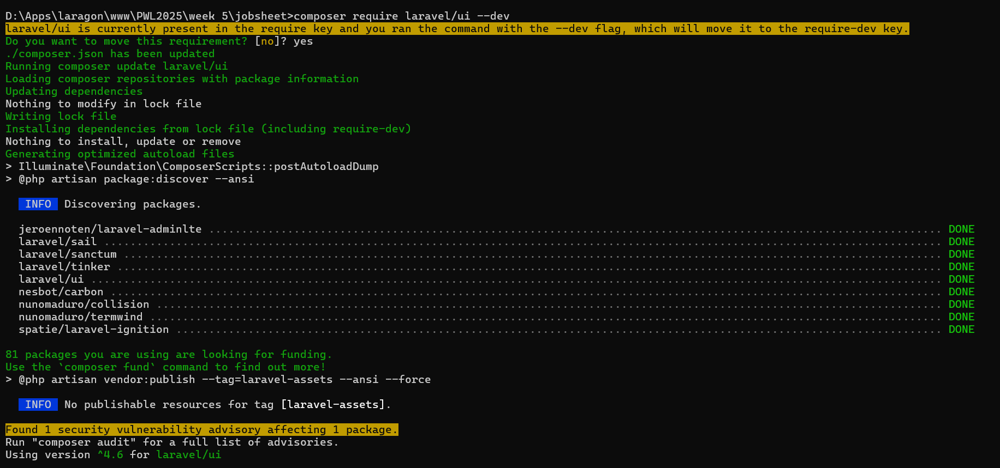 D:\Apps\laragon\www\PWL2025\week 5\jobsheet>composer require laravel/ui --dev
laravel/ui is currently present in the require key and you ran the command with the --dev flag, which will move it to the require-dev key.
Do you want to move this requirement? [no]? yes
./composer.json has been updated
Running composer update laravel/ui
Loading composer repositories with package information
Updating dependencies
Nothing to modify in lock file
Writing lock file
Installing dependencies from lock file (including require-dev)
Nothing to install, update or remove
Generating optimized autoload files
> Illuminate\Foundation\ComposerScripts::postAutoloadDump
> @php artisan package:discover --ansi
INFO Discovering packages.
jeroennoten/laravel-adminlte ................................................................................................................ DONE
laravel/sail ................................................................................................................................ DONE
laravel/sanctum ............................................................................................................................. DONE
laravel/tinker .............................................................................................................................. DONE
laravel/ui .................................................................................................................................. DONE
nesbot/carbon ............................................................................................................................... DONE
nunomaduro/collision ........................................................................................................................ DONE
nunomaduro/termwind ......................................................................................................................... DONE
spatie/laravel-ignition ..................................................................................................................... DONE
81 packages you are using are looking for funding.
Use the `composer fund` command to find out more!
> @php artisan vendor:publish --tag=laravel-assets --ansi --force
INFO No publishable resources for tag [laravel-assets].
Found 1 security vulnerability advisory affecting 1 package.
Run "composer audit" for a full list of advisories.
Using version ^4.6 for laravel/ui